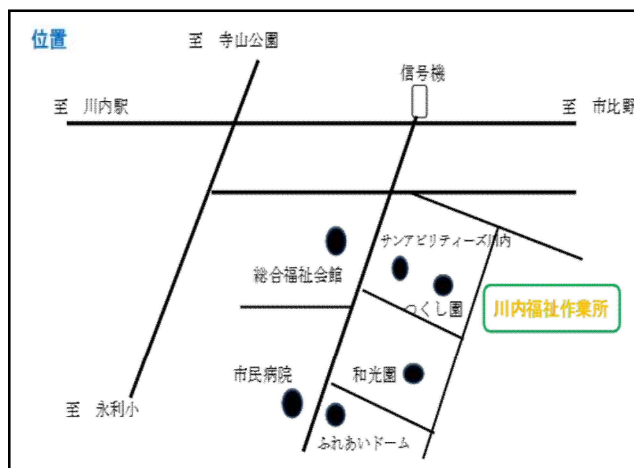 位置
至 寺山公園
信号機
至 川内駅
至 市比野
サンアビリティーズ川内
総合福祉会館
つくし園
川内福祉作業所
市民病院
和光園
至 永利小
ふれあいドーム